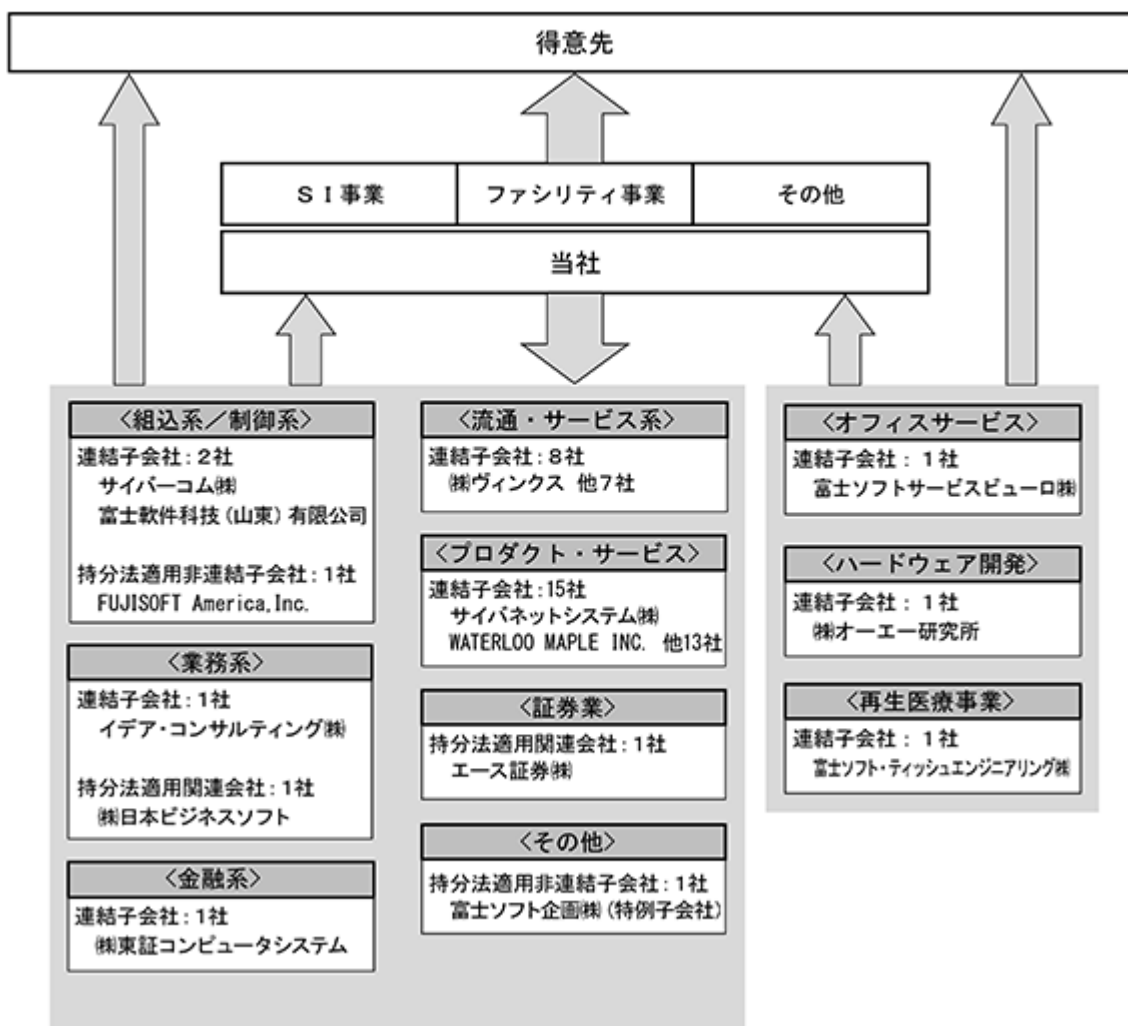 得意先
ＳＩ事業
ファシリティ事業
その他
当社
<組込系／制御系>
連結子会社：２社
サイバーコム㈱
富士軟件科技（山東）有限公司
持分法適用非連結子会社：１社
FUJISOFT America,Inc.
<業務系>
連結子会社：１社
イデア・コンサルティング㈱
持分法適用関連会社：１社
㈱日本ビジネスソフト
<金融系>
連結子会社：１社
㈱東証コンピュータシステム
<流通・サービス系>
連結子会社：８社
㈱ヴィンクス 他７社
<プロダクト・サービス>
連結子会社：15社
サイバネットシステム㈱
WATERLOO MAPLE INC. 他13社
<証券業>
持分法適用関連会社：１社
エース証券㈱
<その他>
持分法適用非連結子会社：１社
富士ソフト企画㈱（特例子会社）
<オフィスサービス>
連結子会社：１社
富士ソフトサービスビューロ㈱
<ハードウェア開発>
連結子会社：１社
㈱オーエー研究所
<再生医療事業>
連結子会社：１社
富士ソフト・ティッシュエンジニアリング㈱